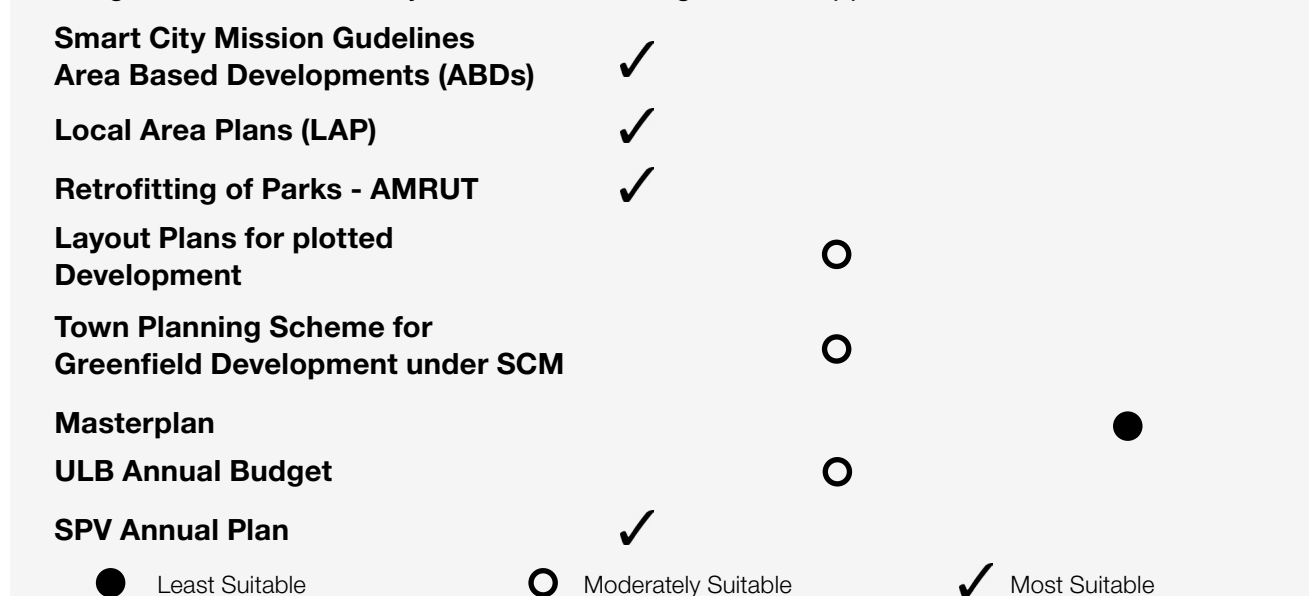 Smart City Mission Gudelines
Area Based Developments (ABDs)
✓
Local Area Plans (LAP) ✓
Retrofitting of Parks - AMRUT ✓
Layout Plans for plotted
Development
Town Planning Scheme for
Greenfield Development under SCM
Masterplan
ULB Annual Budget
SPV Annual Plan ✓
Least Suitable Moderately Suitable ✓ Most Suitable